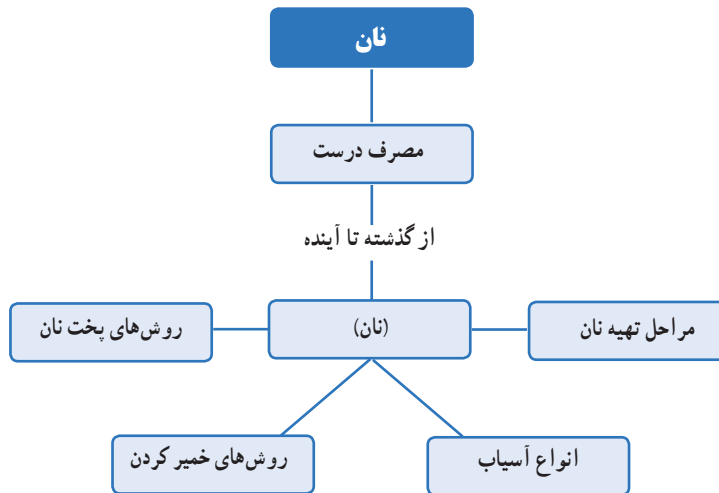 نان
مصرف درست
از گذشته تا آینده
مراحل تهیه نان
(نان)
روش‌های پخت نان
انواع آسیاب
روش‌های خمیر کردن